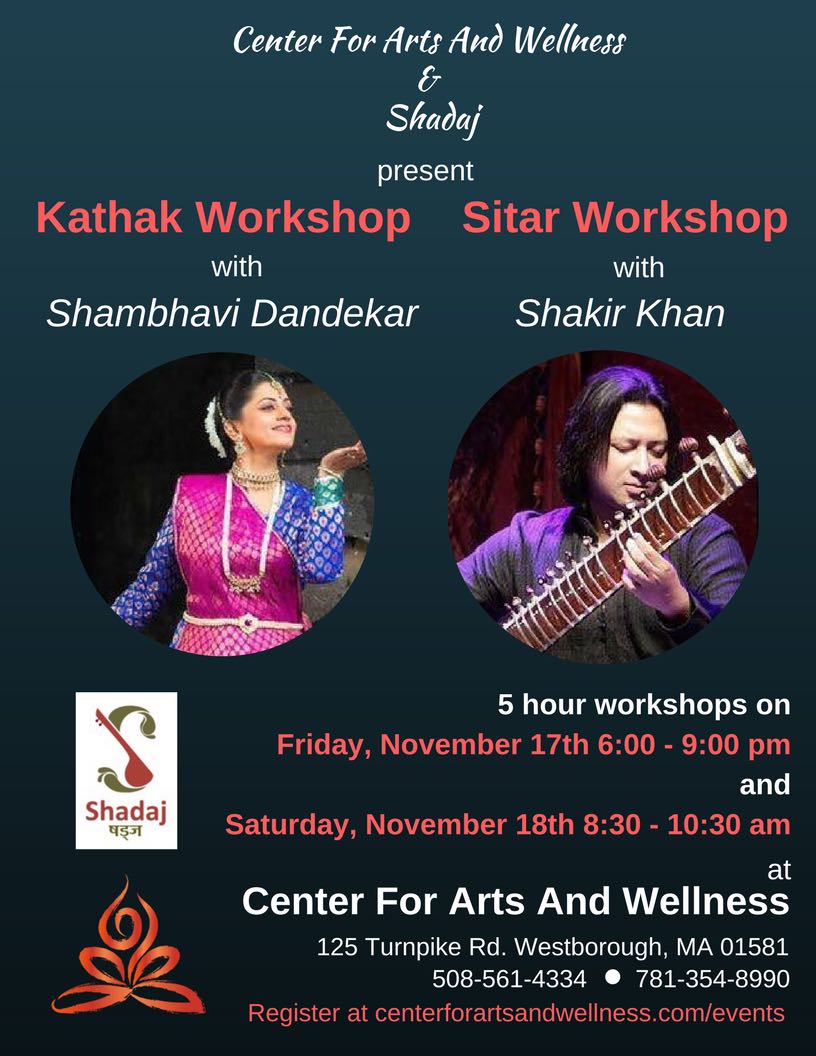 Center For Arts And Wellness
&
Shadaj
present
Kathak Workshop
with
Shambhavi Dandekar
Sitar Workshop
with
Shakir Khan
5 hour workshops on
Friday, November 17th 6:00 - 9:00 pm
and
Saturday, November 18th 8:30 - 10:30 am
Shadaj
षड्ज
at
Center For Arts And Wellness
125 Turnpike Rd. Westborough, MA 01581
508-561-4334 ● 781-354-8990
Register at centerforartsandwellness.com/events